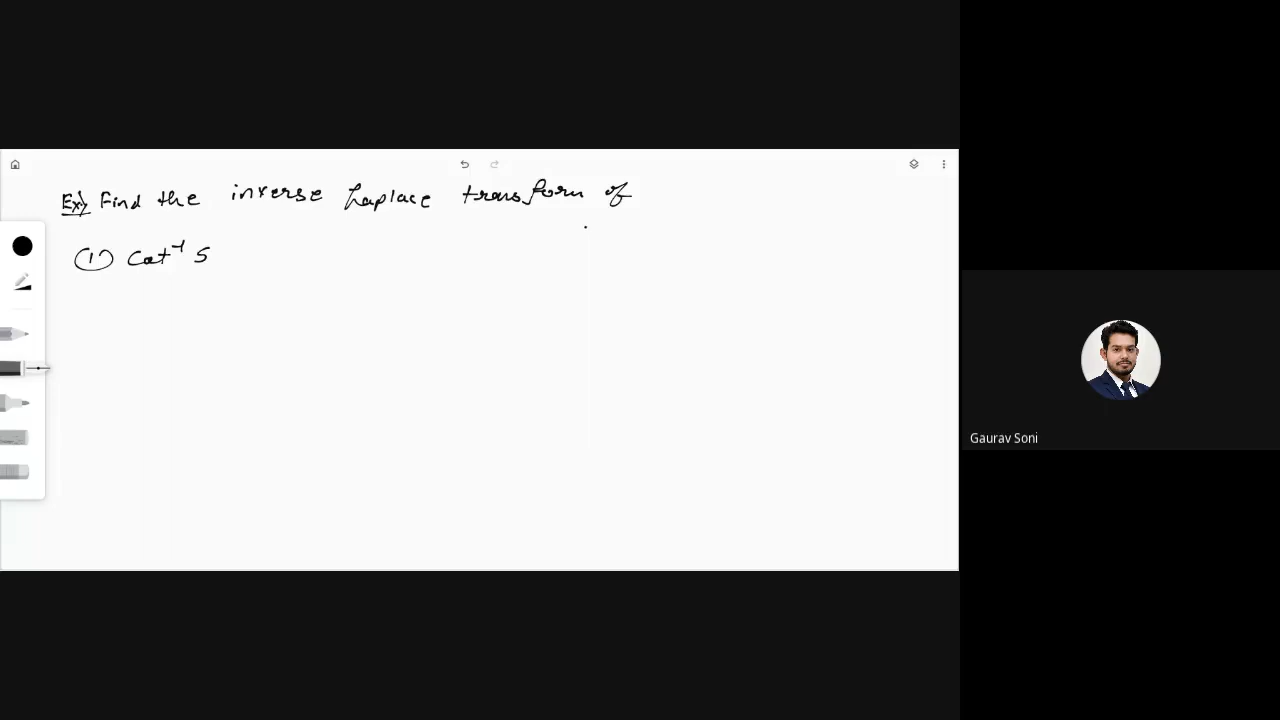 Ex) Find the inverse Laplace transform of
(1) Cot⁻¹ s
Gaurav Soni